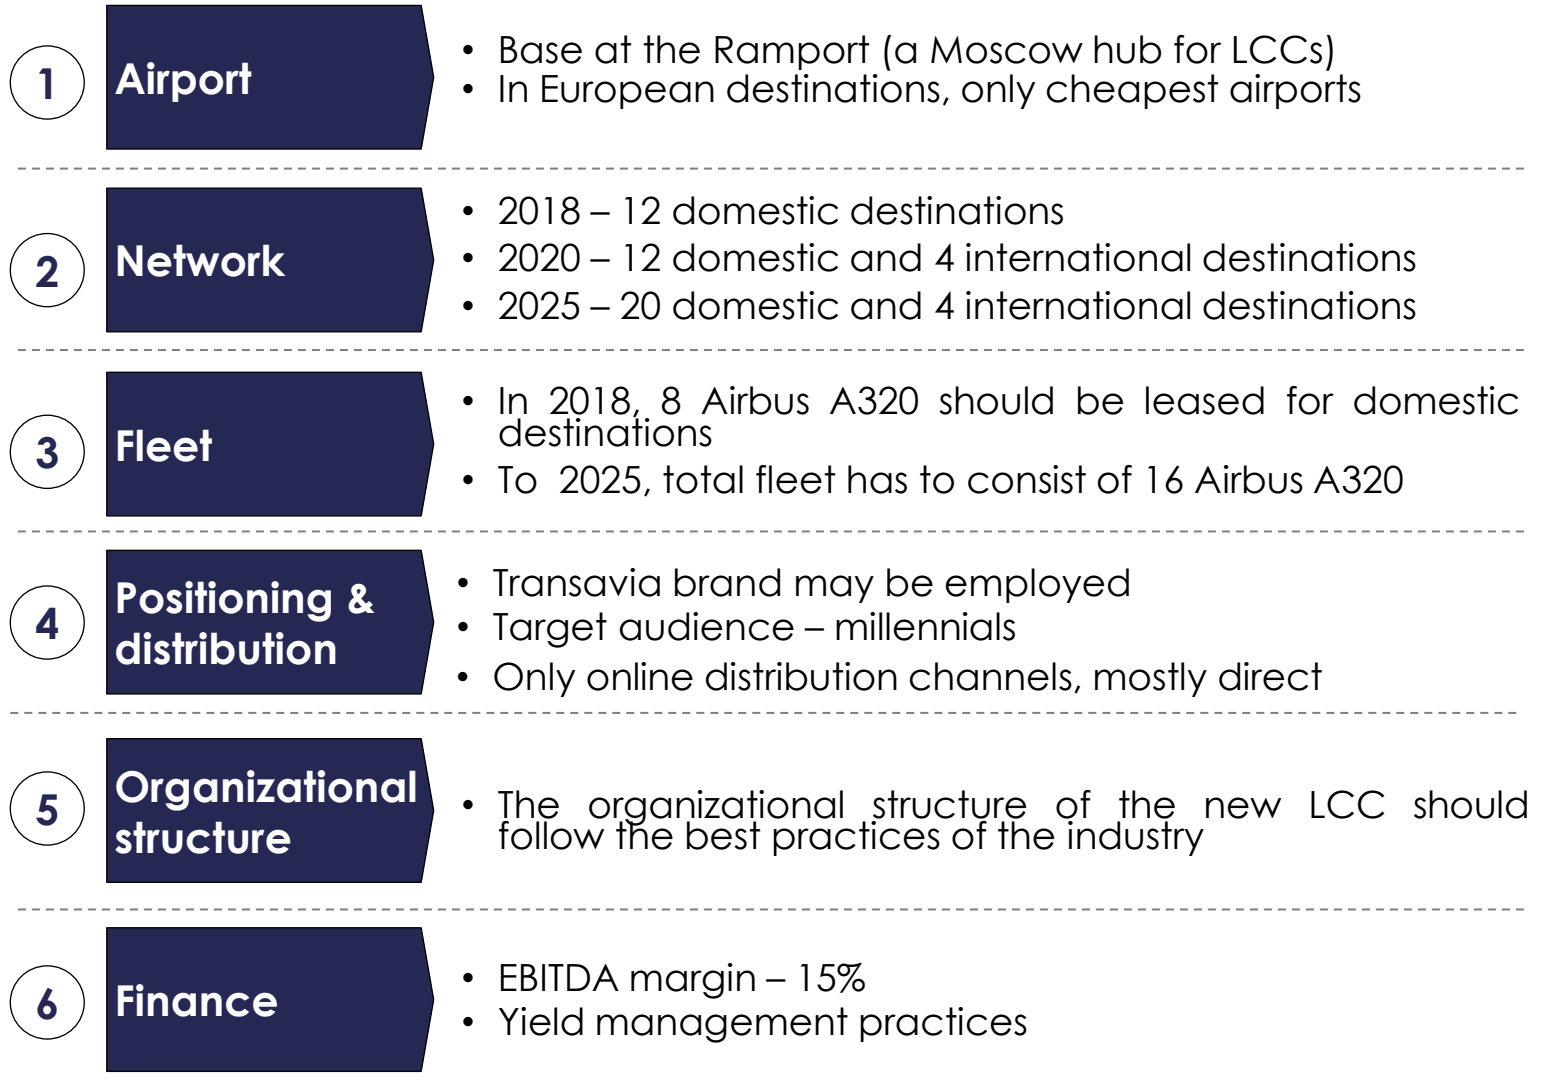 1
Airport
• Base at the Ramport (a Moscow hub for LCCs)
• In European destinations, only cheapest airports
2
Network
• 2018 – 12 domestic destinations
• 2020 – 12 domestic and 4 international destinations
• 2025 – 20 domestic and 4 international destinations
3
Fleet
• In 2018, 8 Airbus A320 should be leased for domestic
destinations
• To 2025, total fleet has to consist of 16 Airbus A320
4
Positioning &
distribution
• Transavia brand may be employed
• Target audience – millennials
• Only online distribution channels, mostly direct
5
Organizational
structure
• The organizational structure of the new LCC should
follow the best practices of the industry
6
Finance
• EBITDA margin – 15%
• Yield management practices